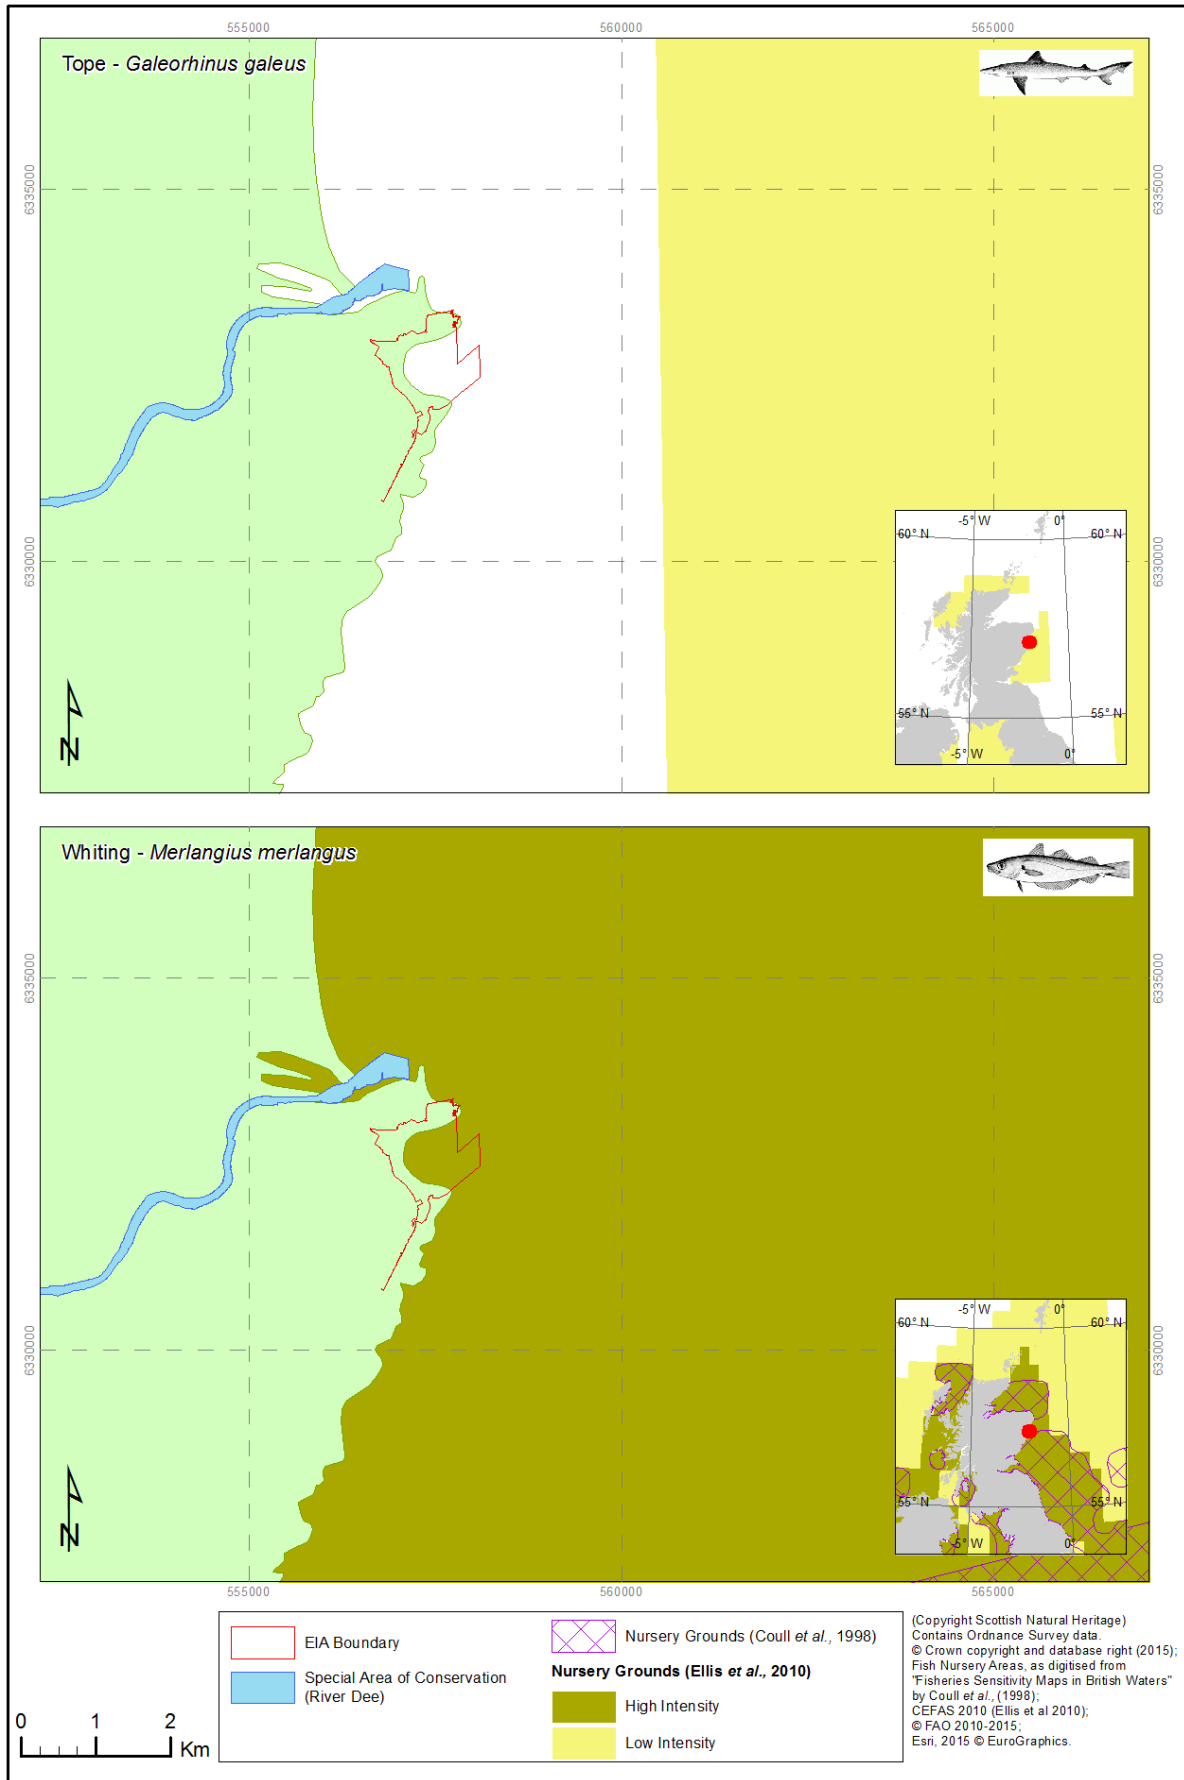 555000 560000 565000
Tope - Galeorhinus galeus
6335000 6335000
6330000 6330000
-5° W 0°
60° N 60° N
55° N 55° N
-5° W 0°
N
Whiting - Merlangius merlangus
6335000 6335000
6330000 6330000
-5° W 0°
60° N 60° N
55° N 55° N
-5° W 0°
N
555000 560000 565000
EIA Boundary
Special Area of Conservation
(River Dee)
Nursery Grounds (Coull et al., 1998)
Nursery Grounds (Ellis et al., 2010)
High Intensity
Low Intensity
0 1 2
Km
(Copyright Scottish Natural Heritage)
Contains Ordnance Survey data.
© Crown copyright and database right (2015);
Fish Nursery Areas, as digitised from
"Fisheries Sensitivity Maps in British Waters"
by Coull et al., (1998);
CEFAS 2010 (Ellis et al 2010);
© FAO 2010-2015;
Esri, 2015 © EuroGraphics.